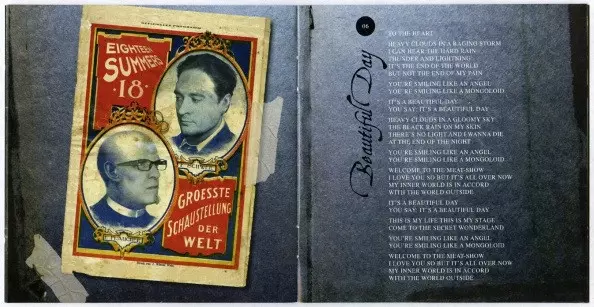 EIGHTEEN
SUMMERS
·18·
GROESSTE
SCHAUSTELLUNG
DER
WELT
06
Beautiful Day
TO THE HEART
HEAVY CLOUDS IN A RAGING STORM
I CAN HEAR THE HARD RAIN
THUNDER AND LIGHTNING
IT'S THE END OF THE WORLD
BUT NOT THE END OF MY PAIN
YOU'RE SMILING LIKE AN ANGEL
YOU'RE SMILING LIKE A MONGOLOID
IT'S A BEAUTIFUL DAY
YOU SAY: IT'S A BEAUTIFUL DAY
HEAVY CLOUDS IN A GLOOMY SKY
THE BLACK RAIN ON MY SKIN
THERE'S NO LIGHT AND I WANNA DIE
AT THE END OF THE NIGHT
YOU'RE SMILING LIKE AN ANGEL
YOU'RE SMILING LIKE A MONGOLOID
WELCOME TO THE MEAT-SHOW
I LOVE YOU SO BUT IT'S ALL OVER NOW
MY INNER WORLD IS IN ACCORD
WITH THE WORLD OUTSIDE
IT'S A BEAUTIFUL DAY
YOU SAY: IT'S A BEAUTIFUL DAY
THIS IS MY LIFE THIS IS MY STAGE
COME TO THE SECRET WONDERLAND
YOU'RE SMILING LIKE AN ANGEL
YOU'RE SMILING LIKE A MONGOLOID
WELCOME TO THE MEAT-SHOW
I LOVE YOU SO BUT IT'S ALL OVER NOW
MY INNER WORLD IS IN ACCORD
WITH THE WORLD OUTSIDE